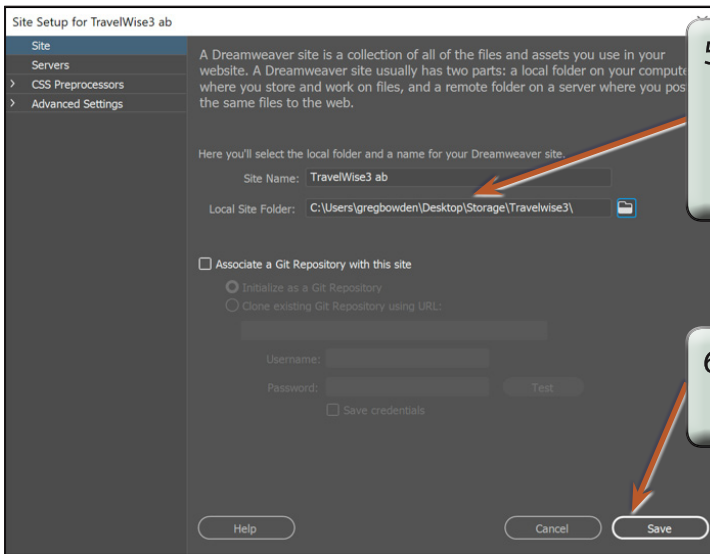 Site Setup for TravelWise3 ab
Site
Servers
CSS Preprocessors
Advanced Settings
A Dreamweaver site is a collection of all of the files and assets you use in your
website. A Dreamweaver site usually has two parts: a local folder on your
where you store and work on files, and a remote folder on a server where you
the same files to the web.
Here you'll select the local folder and a name for your Dreamweaver site.
Site Name: TravelWise3 ab
Local Site Folder: C:\Users\gregbowden\Desktop\Storage\Travelwise3\
Associate a Git Repository with this site
Initialize as a Git Repository
Clone existing Git Repository using URL:
Username:
Password:
Test
Save credentials
Help
Cancel
Save
5
6